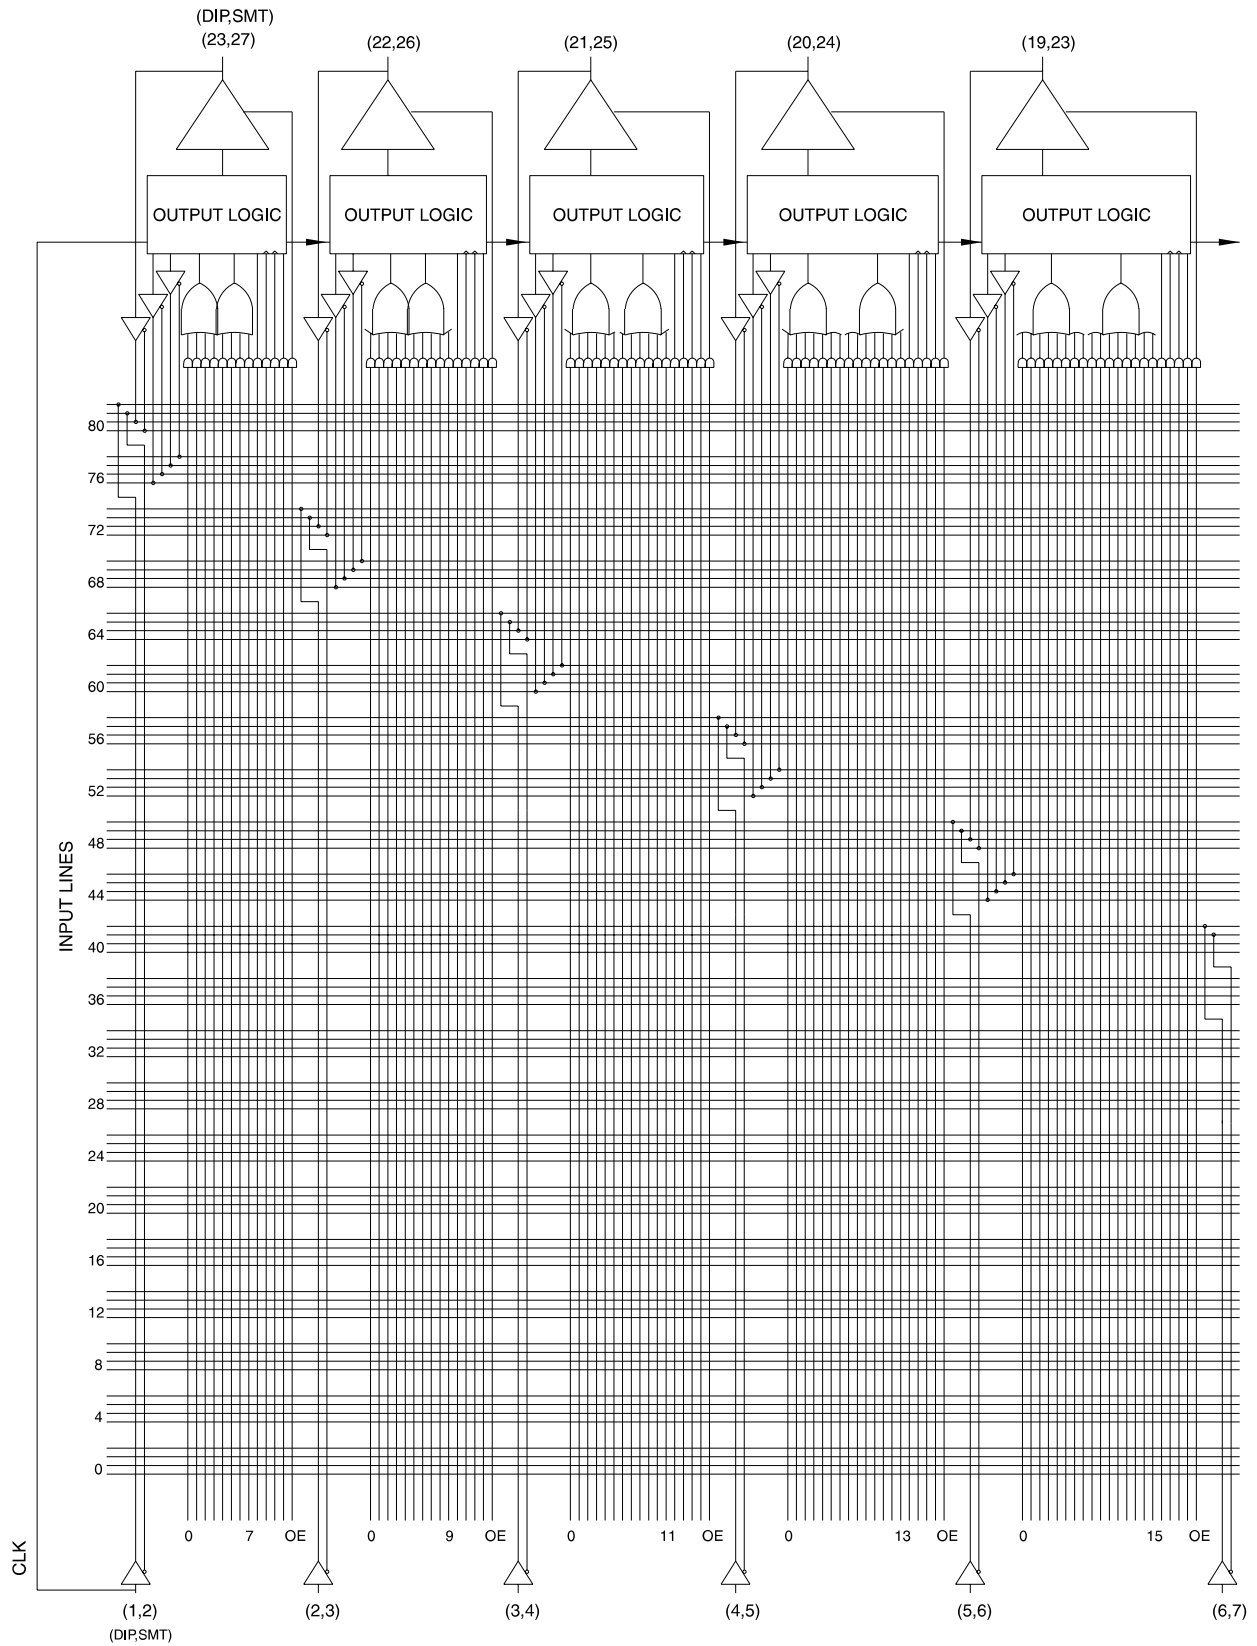 (DIP,SMT)
(23,27) (22,26) (21,25) (20,24) (19,23)
OUTPUT LOGIC OUTPUT LOGIC OUTPUT LOGIC OUTPUT LOGIC OUTPUT LOGIC
80
76
72
68
64
60
56
52
48
44
40
36
32
28
24
20
16
12
8
4
0
INPUT LINES
0 7 OE 0 9 OE 0 11 OE 0 13 OE 0 15 OE
CLK
(1,2) (2,3) (3,4) (4,5) (5,6) (6,7)
(DIP,SMT)